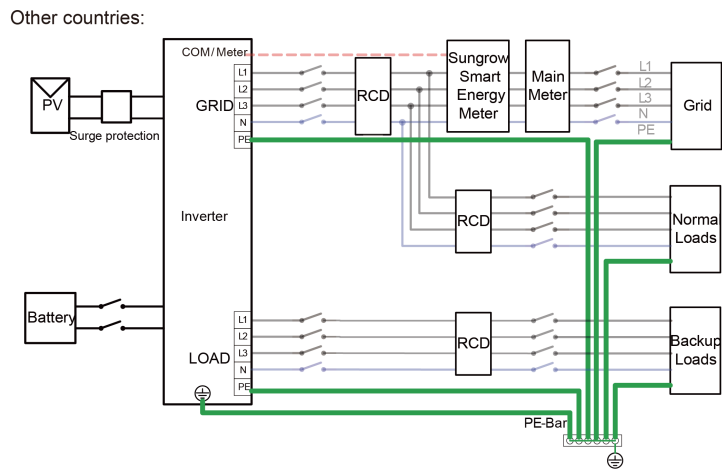 Other countries:
COM/Meter
L1
L2
L3
N
PE
GRID
RCD
Sungrow
Smart
Energy
Meter
Main
Meter
L1
L2
L3
N
PE
Grid
PV
Surge protection
Inverter
RCD
Normal
Loads
Battery
L1
L2
L3
N
PE
LOAD
RCD
Backup
Loads
PE-Bar